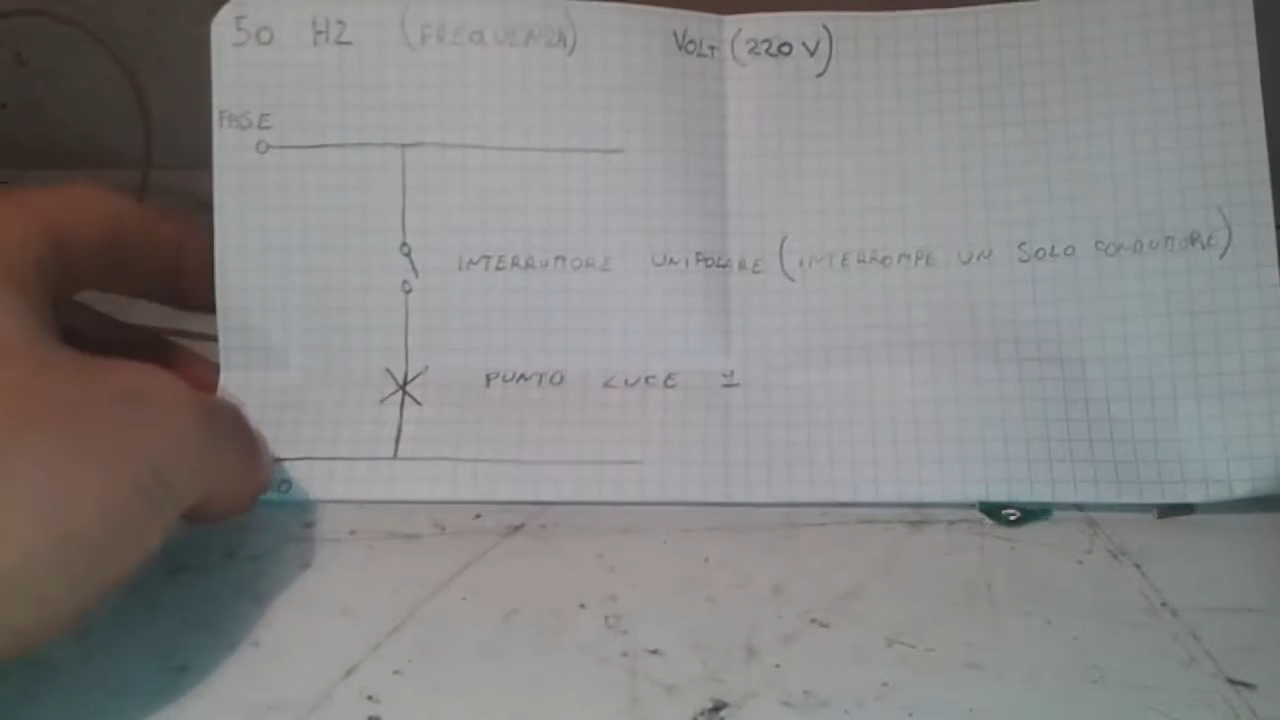 50 HZ (FREQUENZA) VOLT (220 V)
FASE
INTERRUTTORE UNIPOLARE (INTERROMPE UN SOLO CONDUTTORE)
PUNTO LUCE 1